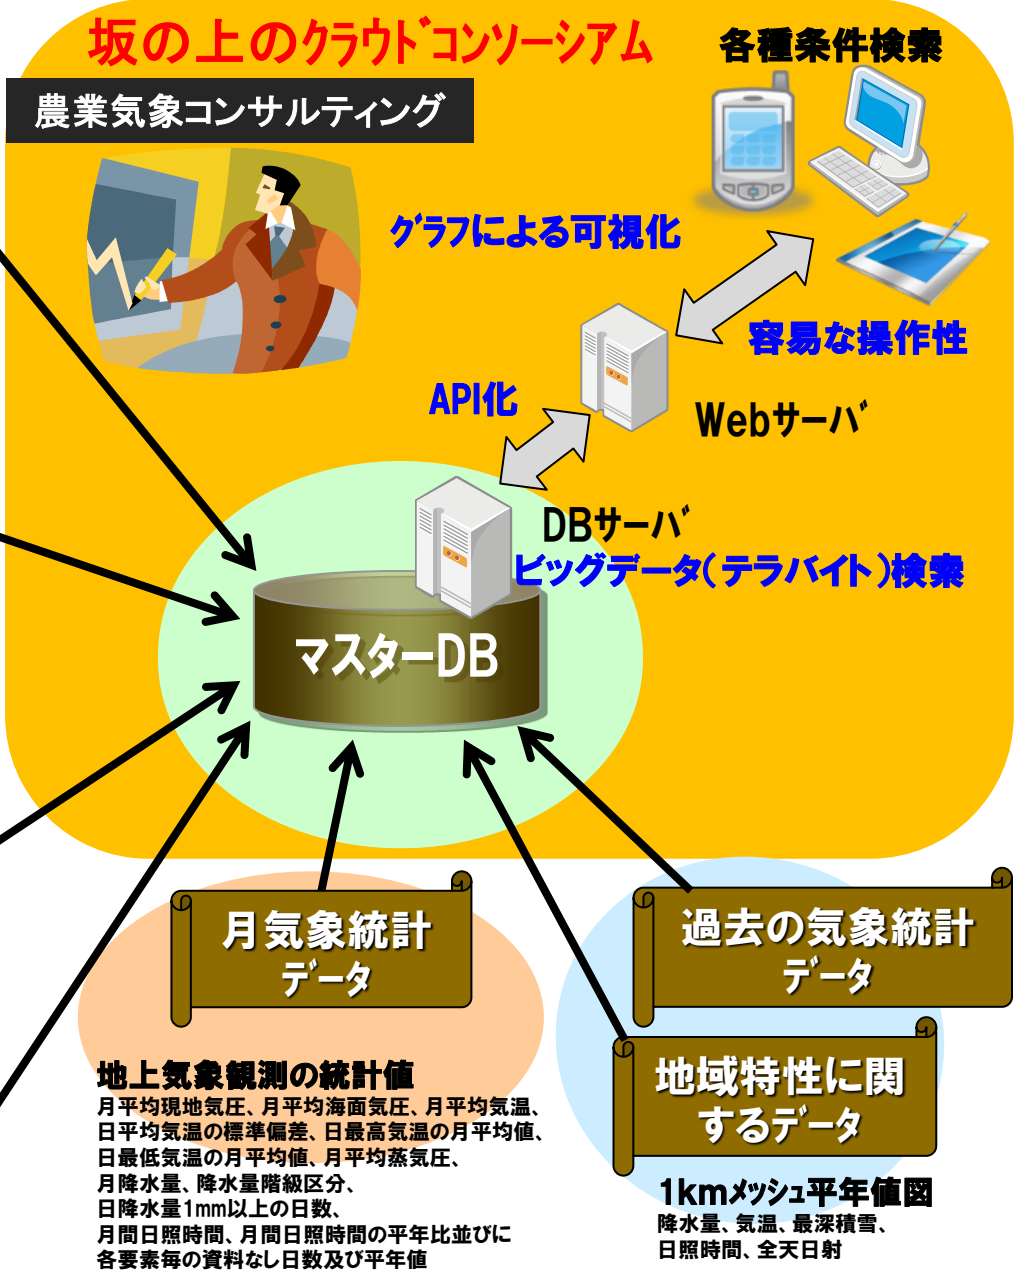 坂の上のｸﾗｳﾄﾞｺﾝｿｰｼｱﾑ
各種条件検索
農業気象コンサルティング
ｸﾞﾗﾌによる可視化
容易な操作性
API化
Webｻｰﾊﾞ
DBｻｰﾊﾞ
ビッグデータ(テラバイト)検索
マスターDB
月気象統計
ﾃﾞｰﾀ
過去の気象統計
ﾃﾞｰﾀ
地上気象観測の統計値
月平均現地気圧、月平均海面気圧、月平均気温、
日平均気温の標準偏差、日最高気温の月平均値、
日最低気温の月平均値、月平均蒸気圧、
月降水量、降水量階級区分、
日降水量1mm以上の日数、
月間日照時間、月間日照時間の平年比並びに
各要素毎の資料なし日数及び平年値
地域特性に関
するデータ
1kmﾒｯｼｭ平年値図
降水量、気温、最深積雪、
日照時間、全天日射